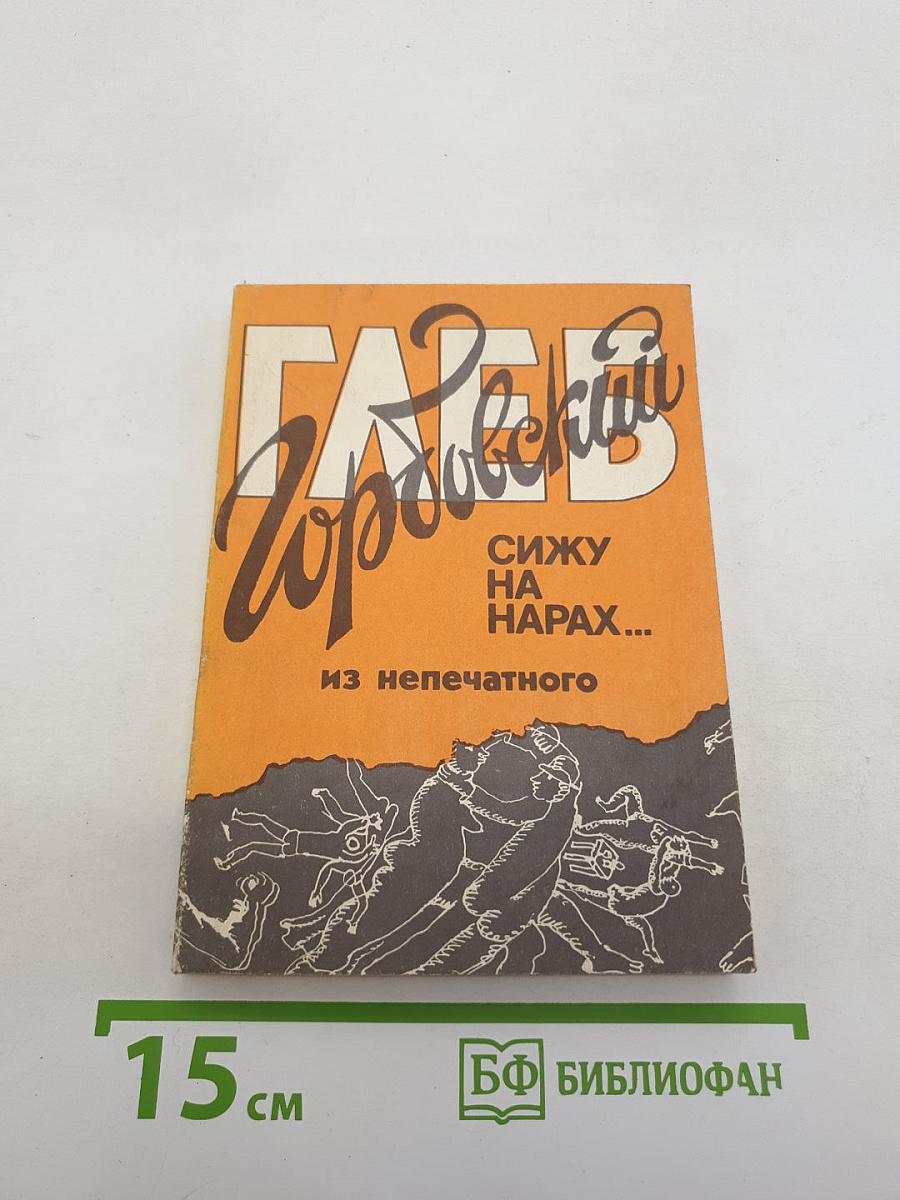 ГЛЕБ
Горбовский
СИЖУ
НА
НАРАХ...
из непечатного
15 см
БФ БИБЛИОФАН